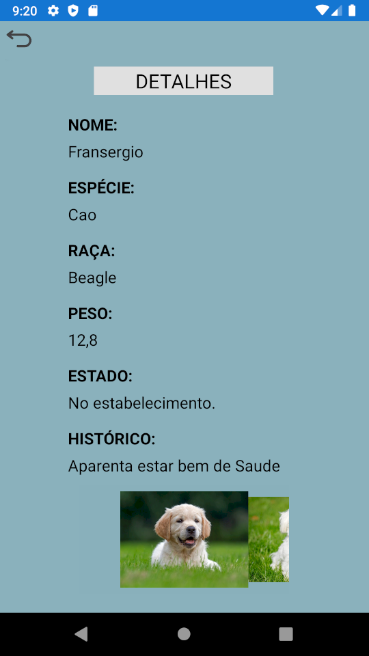 9:20
DETALHES
NOME:
Fransergio
ESPÉCIE:
Cao
RAÇA:
Beagle
PESO:
12,8
ESTADO:
No estabelecimento.
HISTÓRICO:
Aparenta estar bem de Saude